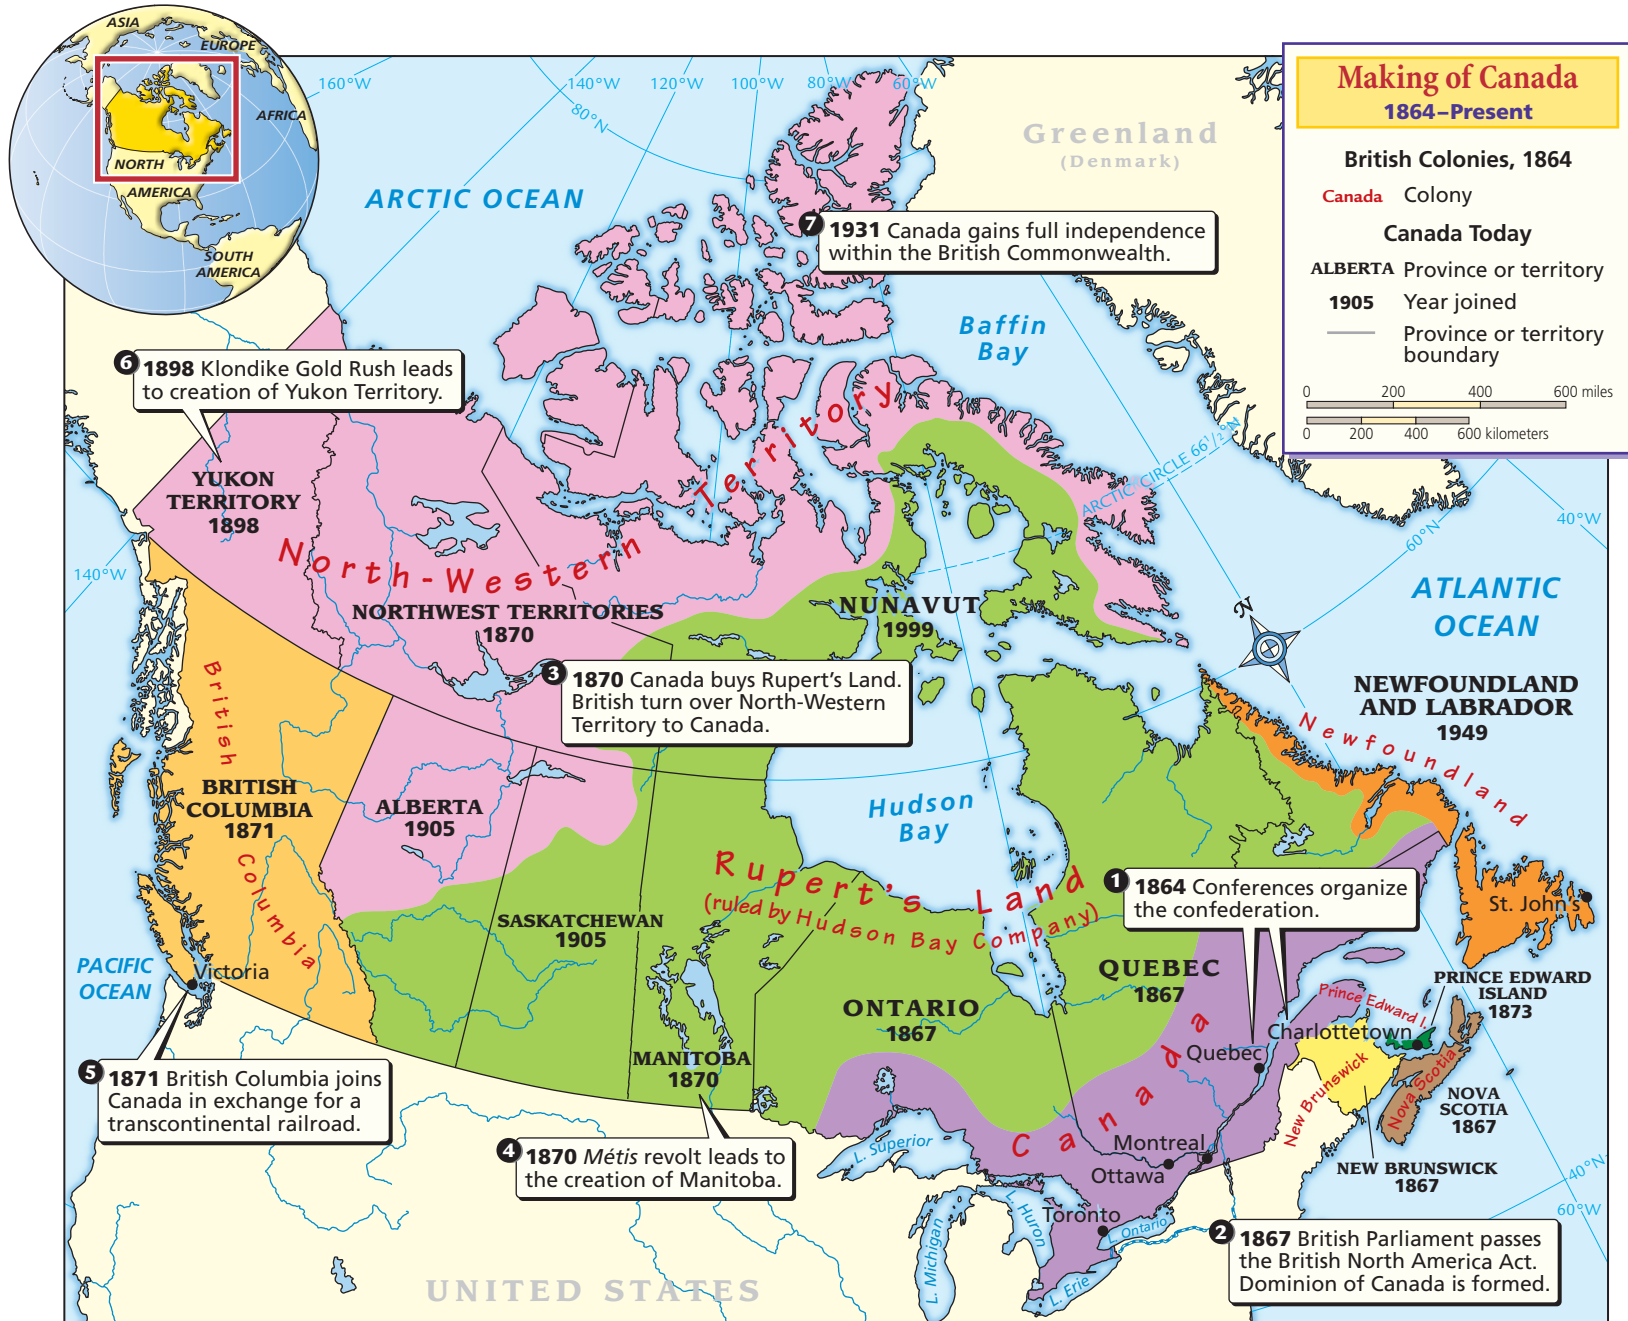 ASIA
EUROPE
AFRICA
NORTH
AMERICA
SOUTH
AMERICA
160°W
140°W
120°W
100°W
80°W
60°W
80°N
Making of Canada
1864–Present
British Colonies, 1864
Canada Colony
Canada Today
ALBERTA Province or territory
1905 Year joined
Province or territory
boundary
0 200 400 600 miles
0 200 400 600 kilometers
Greenland
(Denmark)
ARCTIC OCEAN
7 1931 Canada gains full independence
within the British Commonwealth.
Baffin
Bay
6 1898 Klondike Gold Rush leads
to creation of Yukon Territory.
ARCTIC CIRCLE 66 1/2°N
YUKON
TERRITORY
1898
North-Western Territory
40°W
60°N
140°W
ATLANTIC
OCEAN
NORTHWEST TERRITORIES
1870
NUNAVUT
1999
N
3 1870 Canada buys Rupert's Land.
British turn over North-Western
Territory to Canada.
NEWFOUNDLAND
AND LABRADOR
1949
Newfoundland
British Columbia
BRITISH
COLUMBIA
1871
ALBERTA
1905
Hudson
Bay
Rupert's Land
(ruled by Hudson Bay Company)
1 1864 Conferences organize
the confederation.
St. John's
SASKATCHEWAN
1905
PACIFIC
OCEAN
Victoria
QUEBEC
1867
PRINCE EDWARD
ISLAND
1873
Prince Edward I.
ONTARIO
1867
Charlottetown
Quebec
MANITOBA
1870
Canada
New Brunswick
Nova Scotia
NOVA
SCOTIA
1867
5 1871 British Columbia joins
Canada in exchange for a
transcontinental railroad.
4 1870 Métis revolt leads to
the creation of Manitoba.
L. Superior
Montreal
Ottawa
NEW BRUNSWICK
1867
40°N
60°W
L. Michigan
L. Huron
Toronto
L. Ontario
L. Erie
2 1867 British Parliament passes
the British North America Act.
Dominion of Canada is formed.
UNITED STATES